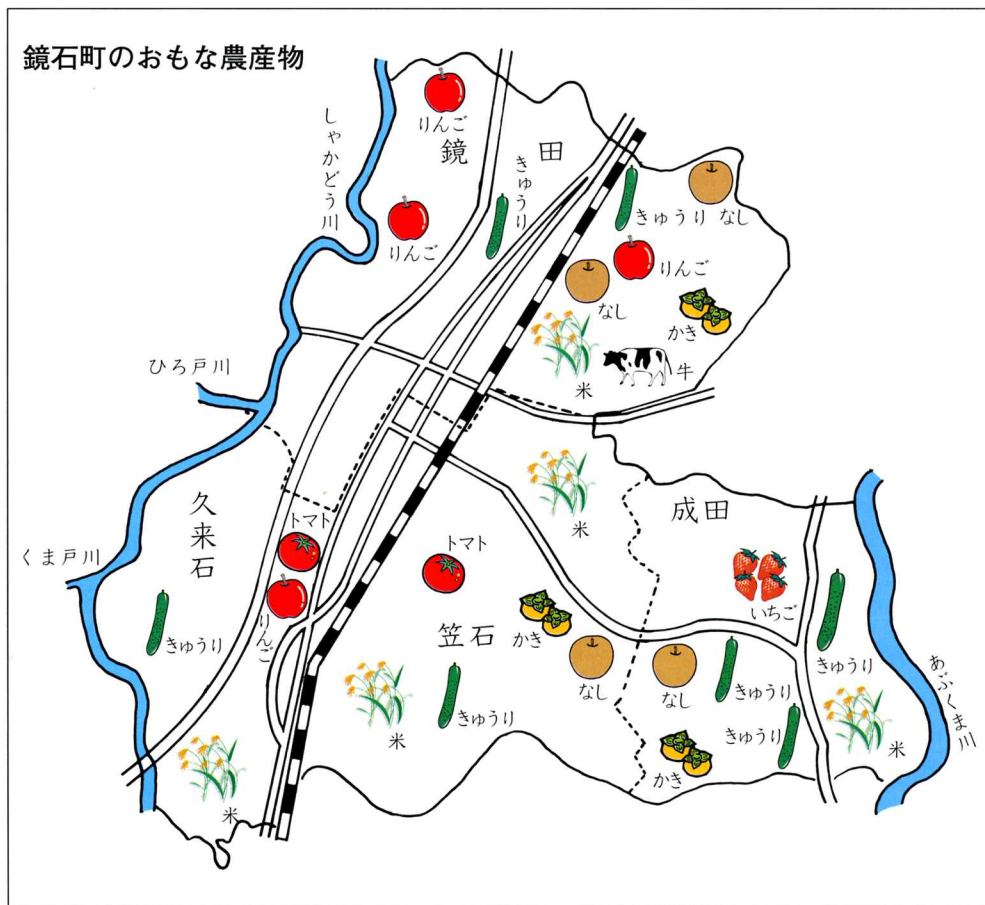 鏡石町のおもな農産物
りんご
しゃかどう川
鏡田
きゅうり
りんご
きゅうり
なし
りんご
なし
かき
牛
米
ひろ戸川
米
成田
久来石
トマト
トマト
くま戸川
いちご
りんご
かき
笠石
きゅうり
きゅうり
なし
なし
きゅうり
あぶくま川
きゅうり
きゅうり
米
米
かき
米